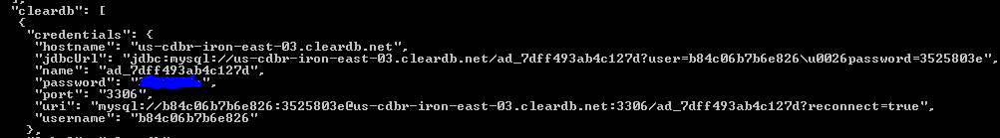 "cleardb": [
{
"credentials": {
"hostname": "us-cdbr-iron-east-03.cleardb.net",
"jdbcUrl": "jdbc:mysql://us-cdbr-iron-east-03.cleardb.net/ad_7dff493ab4c127d?user=b84c06b7b6e826\u0026password=3525803e",
"name": "ad_7dff493ab4c127d",
"password": "
"port": "3306",
"uri": "mysql://b84c06b7b6e826:3525803e@us-cdbr-iron-east-03.cleardb.net:3306/ad_7dff493ab4c127d?reconnect=true",
"username": "b84c06b7b6e826"
},